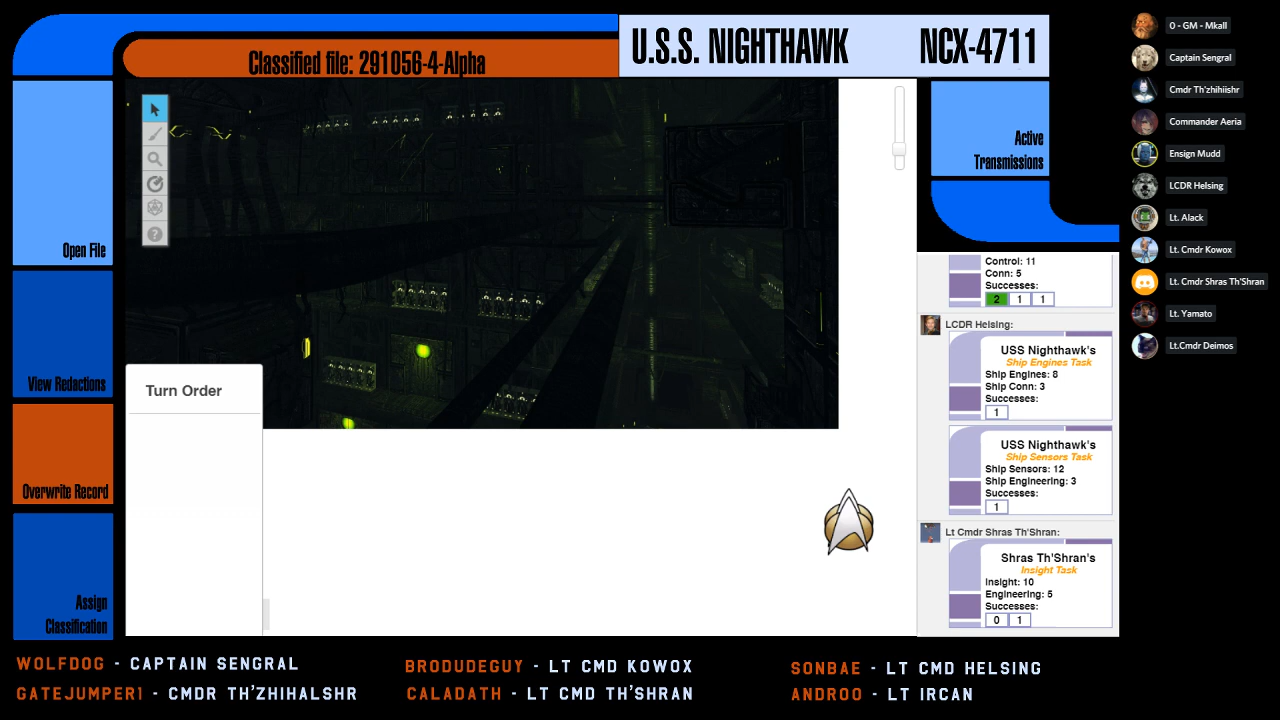 Classified file: 291056-4-Alpha
U.S.S. NIGHTHAWK NCX-4711
Open File
View Redactions
Overwrite Record
Assign
Classification
Turn Order
Active
Transmissions
Control: 11
Conn: 5
Successes:
2 1 1
LCDR Helsing:
USS Nighthawk's
Ship Engines Task
Ship Engines: 8
Ship Conn: 3
Successes:
1
USS Nighthawk's
Ship Sensors Task
Ship Sensors: 12
Ship Engineering: 3
Successes:
1
Lt Cmdr Shras Th'Shran:
Shras Th'Shran's
Insight Task
Insight: 10
Engineering: 5
Successes:
0 1
0 - GM - Mkall
Captain Sengral
Cmdr Th'zhihiishr
Commander Aeria
Ensign Mudd
LCDR Helsing
Lt. Alack
Lt. Cmdr Kowox
Lt. Cmdr Shras Th'Shran
Lt. Yamato
Lt.Cmdr Deimos
WOLFDOG - CAPTAIN SENGRAL
GATEJUMPER1 - CMDR TH'ZHIHALSHR
BRODUDEGUY - LT CMD KOWOX
CALADATH - LT CMD TH'SHRAN
SONBAE - LT CMD HELSING
ANDROO - LT IRCAN